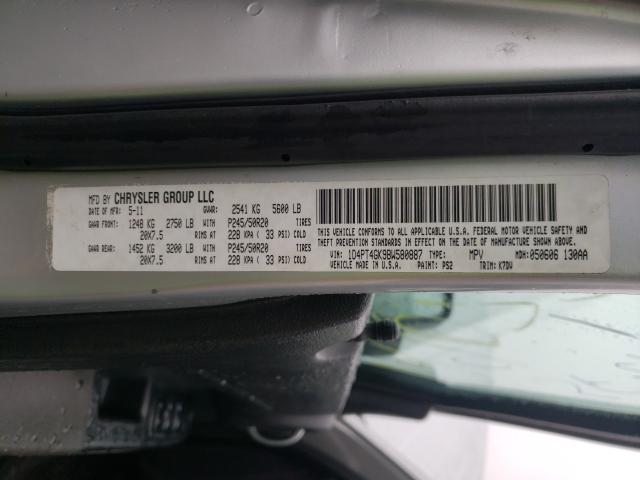 MFD BY CHRYSLER GROUP LLC
DATE OF MFR: 5-11 GVWR: 2541 KG 5600 LB
GAWR FRONT: 1248 KG 2750 LB P245/50R20 TIRES
20X7.5 RIMS AT 228 KPA ( 33 PSI) COLD
GAWR REAR: 1452 KG 3200 LB P245/50R20 TIRES
20X7.5 RIMS AT 228 KPA ( 33 PSI) COLD
THIS VEHICLE CONFORMS TO ALL APPLICABLE U.S.A. FEDERAL MOTOR VEHICLE SAFETY
AND THEFT PREVENTION STANDARDS IN EFFECT ON THE DATE OF MANUFACTURE SHOWN ABOVE.
VIN: 1D4PT4GK9BW580887 TYPE: MPV MDH: 050606 130AA
VEHICLE MADE IN U.S.A. PAINT: PS2 TRIM: K7DV